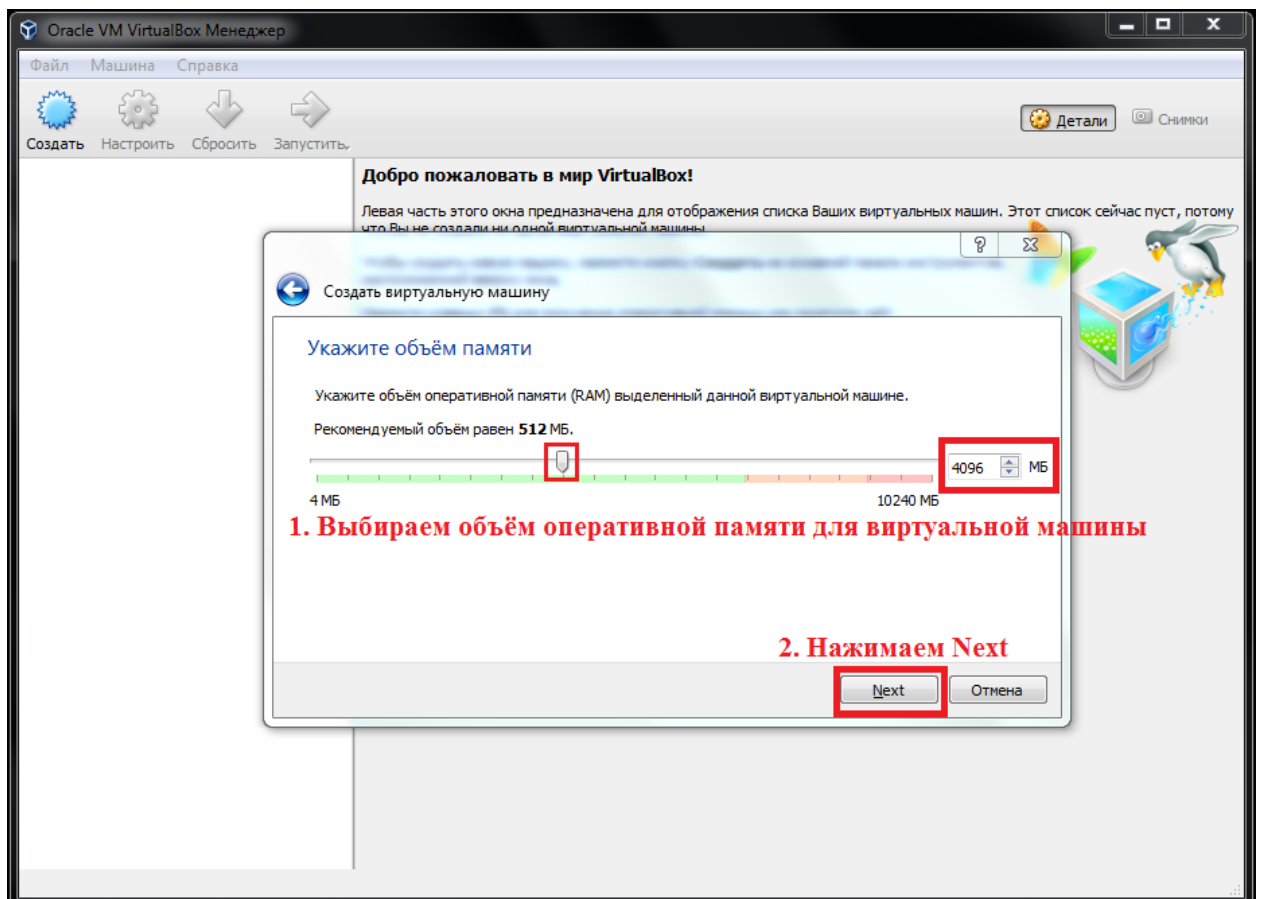 Oracle VM VirtualBox Менеджер
Файл Машина Справка
Создать Настроить Сбросить Запустить
Детали Снимки
Добро пожаловать в мир VirtualBox!
Левая часть этого окна предназначена для отображения списка Ваших виртуальных машин. Этот список сейчас пуст, потому
что Вы не создали ни одной виртуальной машины.
Создать виртуальную машину
Укажите объём памяти
Укажите объём оперативной памяти (RAM) выделенный данной виртуальной машине.
Рекомендуемый объём равен 512 МБ.
4096 МБ
4 МБ 10240 МБ
1. Выбираем объём оперативной памяти для виртуальной машины
2. Нажимаем Next
Next Отмена